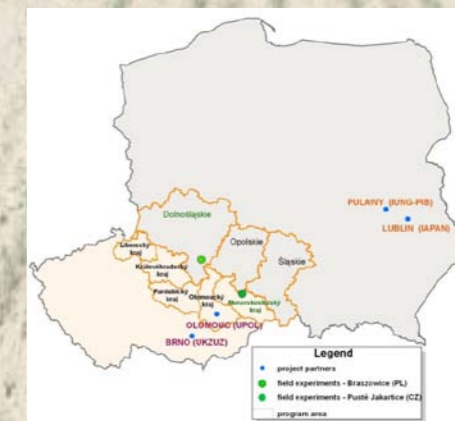 PULAWY (IUNG-PIB)
LUBLIN (IAPAN)
Dolnośląskie
Opolskie
Śląskie
Liberecký
kraj
Královéhradecký
kraj
Pardubický
kraj
Olomoucký
kraj
Moravskoslezský
kraj
OLOMOUC (UPOL)
BRNO (UKZUZ)
Legend
project partners
field experiments - Braszowice (PL)
field experiments - Pusté Jakartice (CZ)
program area